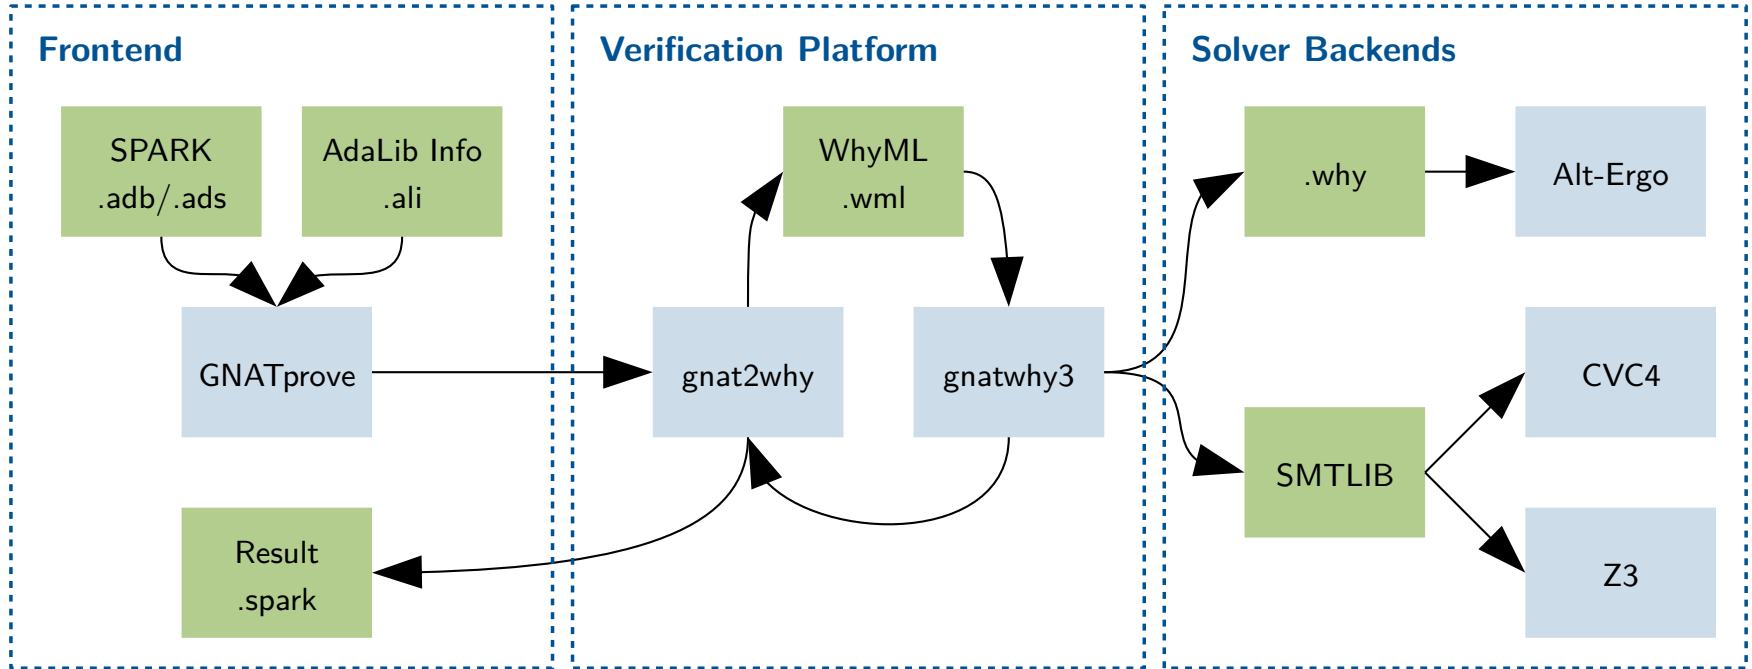 Frontend
SPARK
.adb/.ads
AdaLib Info
.ali
GNATprove
Result
.spark
Verification Platform
WhyML
.wml
gnat2why
gnatwhy3
Solver Backends
.why
Alt-Ergo
CVC4
SMTLIB
Z3